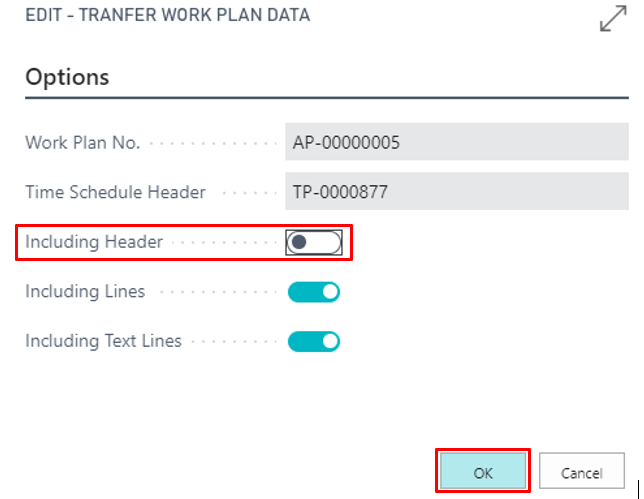 EDIT - TRANFER WORK PLAN DATA
Options
Work Plan No. AP-00000005
Time Schedule Header TP-0000877
Including Header
Including Lines
Including Text Lines
OK Cancel